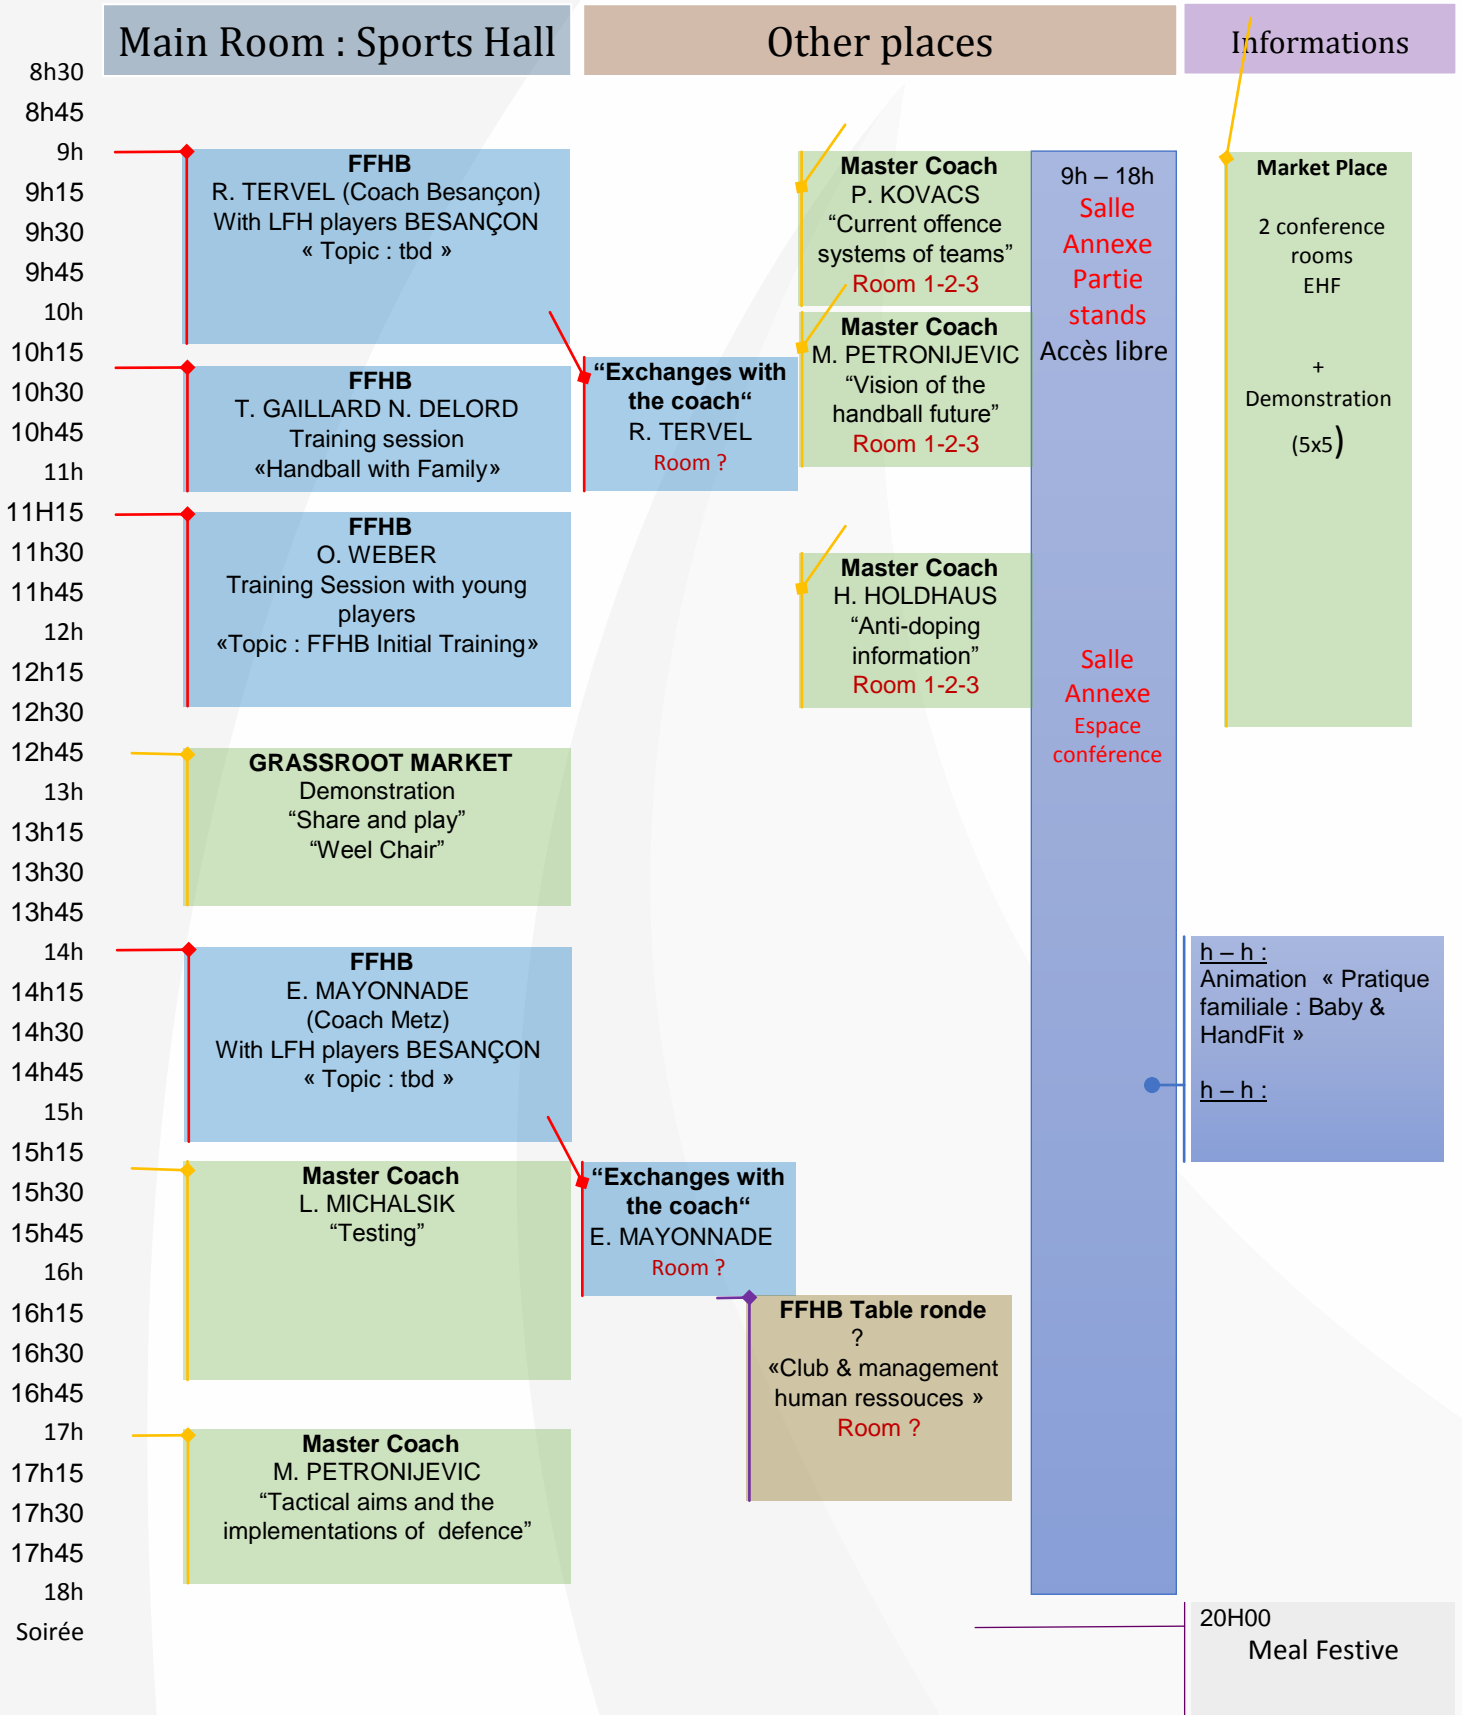 Main Room : Sports Hall
Other places
Informations
8h30
8h45
9h
9h15
9h30
9h45
10h
10h15
10h30
10h45
11h
11H15
11h30
11h45
12h
12h15
12h30
12h45
13h
13h15
13h30
13h45
14h
14h15
14h30
14h45
15h
15h15
15h30
15h45
16h
16h15
16h30
16h45
17h
17h15
17h30
17h45
18h
Soirée
FFHB
R. TERVEL (Coach Besançon)
With LFH players BESANÇON
« Topic : tbd »
FFHB
T. GAILLARD N. DELORD
Training session
«Handball with Family»
FFHB
O. WEBER
Training Session with young
players
«Topic : FFHB Initial Training»
GRASSROOT MARKET
Demonstration
“Share and play”
“Weel Chair”
FFHB
E. MAYONNADE
(Coach Metz)
With LFH players BESANÇON
« Topic : tbd »
Master Coach
L. MICHALSIK
“Testing”
Master Coach
M. PETRONIJEVIC
“Tactical aims and the
implementations of defence”
“Exchanges with
the coach“
R. TERVEL
Room ?
“Exchanges with
the coach“
E. MAYONNADE
Room ?
Master Coach
P. KOVACS
“Current offence
systems of teams”
Room 1-2-3
Master Coach
M. PETRONIJEVIC
“Vision of the
handball future”
Room 1-2-3
Master Coach
H. HOLDHAUS
“Anti-doping
information”
Room 1-2-3
FFHB Table ronde
?
«Club & management
human ressouces »
Room ?
9h – 18h
Salle
Annexe
Partie
stands
Accès libre
Salle
Annexe
Espace
conférence
Market Place
2 conference
rooms
EHF
+
Demonstration
(5x5)
h – h :
Animation « Pratique
familiale : Baby &
HandFit »
h – h :
20H00
Meal Festive